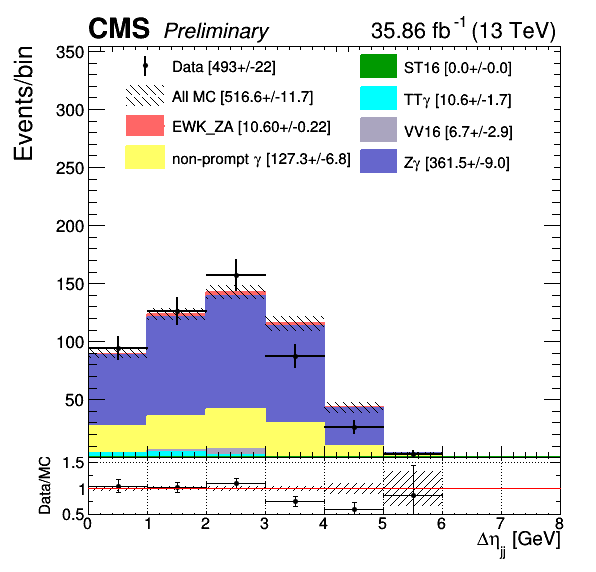 CMS Preliminary 35.86 fb⁻¹ (13 TeV)
Events/bin
350
300
250
200
150
100
50
Data [493+/-22]
All MC [516.6+/-11.7]
EWK_ZA [10.60+/-0.22]
non-prompt γ [127.3+/-6.8]
ST16 [0.0+/-0.0]
TTγ [10.6+/-1.7]
VV16 [6.7+/-2.9]
Zγ [361.5+/-9.0]
Data/MC
1.5
1
0.5
0 1 2 3 4 5 6 7 8
Δη_jj [GeV]